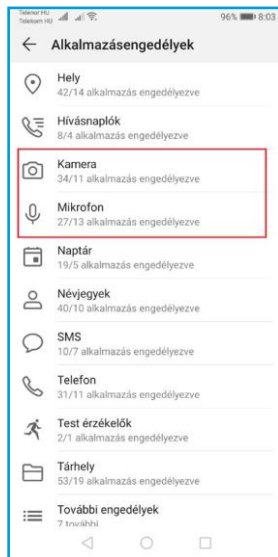 Telenor HU
Telekom HU
96% 8:03
Alkalmazásengedélyek
Hely
42/14 alkalmazás engedélyezve
Hívásnaplók
8/4 alkalmazás engedélyezve
Kamera
34/11 alkalmazás engedélyezve
Mikrofon
27/13 alkalmazás engedélyezve
Naptár
19/5 alkalmazás engedélyezve
Névjegyek
40/10 alkalmazás engedélyezve
SMS
10/7 alkalmazás engedélyezve
Telefon
31/11 alkalmazás engedélyezve
Test érzékelők
2/1 alkalmazás engedélyezve
Tárhely
53/19 alkalmazás engedélyezve
További engedélyek
7 további